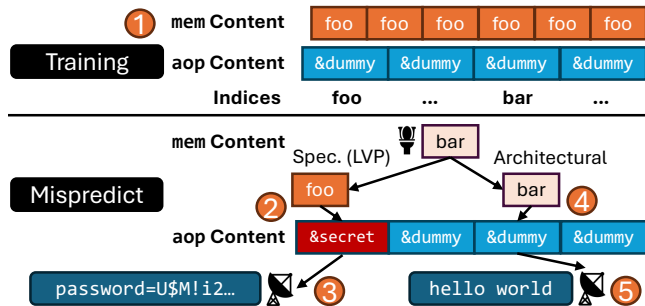 1 mem Content foo foo foo foo foo foo
Training aop Content &dummy &dummy &dummy &dummy
Indices foo ... bar ...
mem Content bar
Spec. (LVP) Architectural
Mispredict foo bar
2 4
aop Content &secret &dummy &dummy &dummy
password=U$M!i2… 3 hello world 5